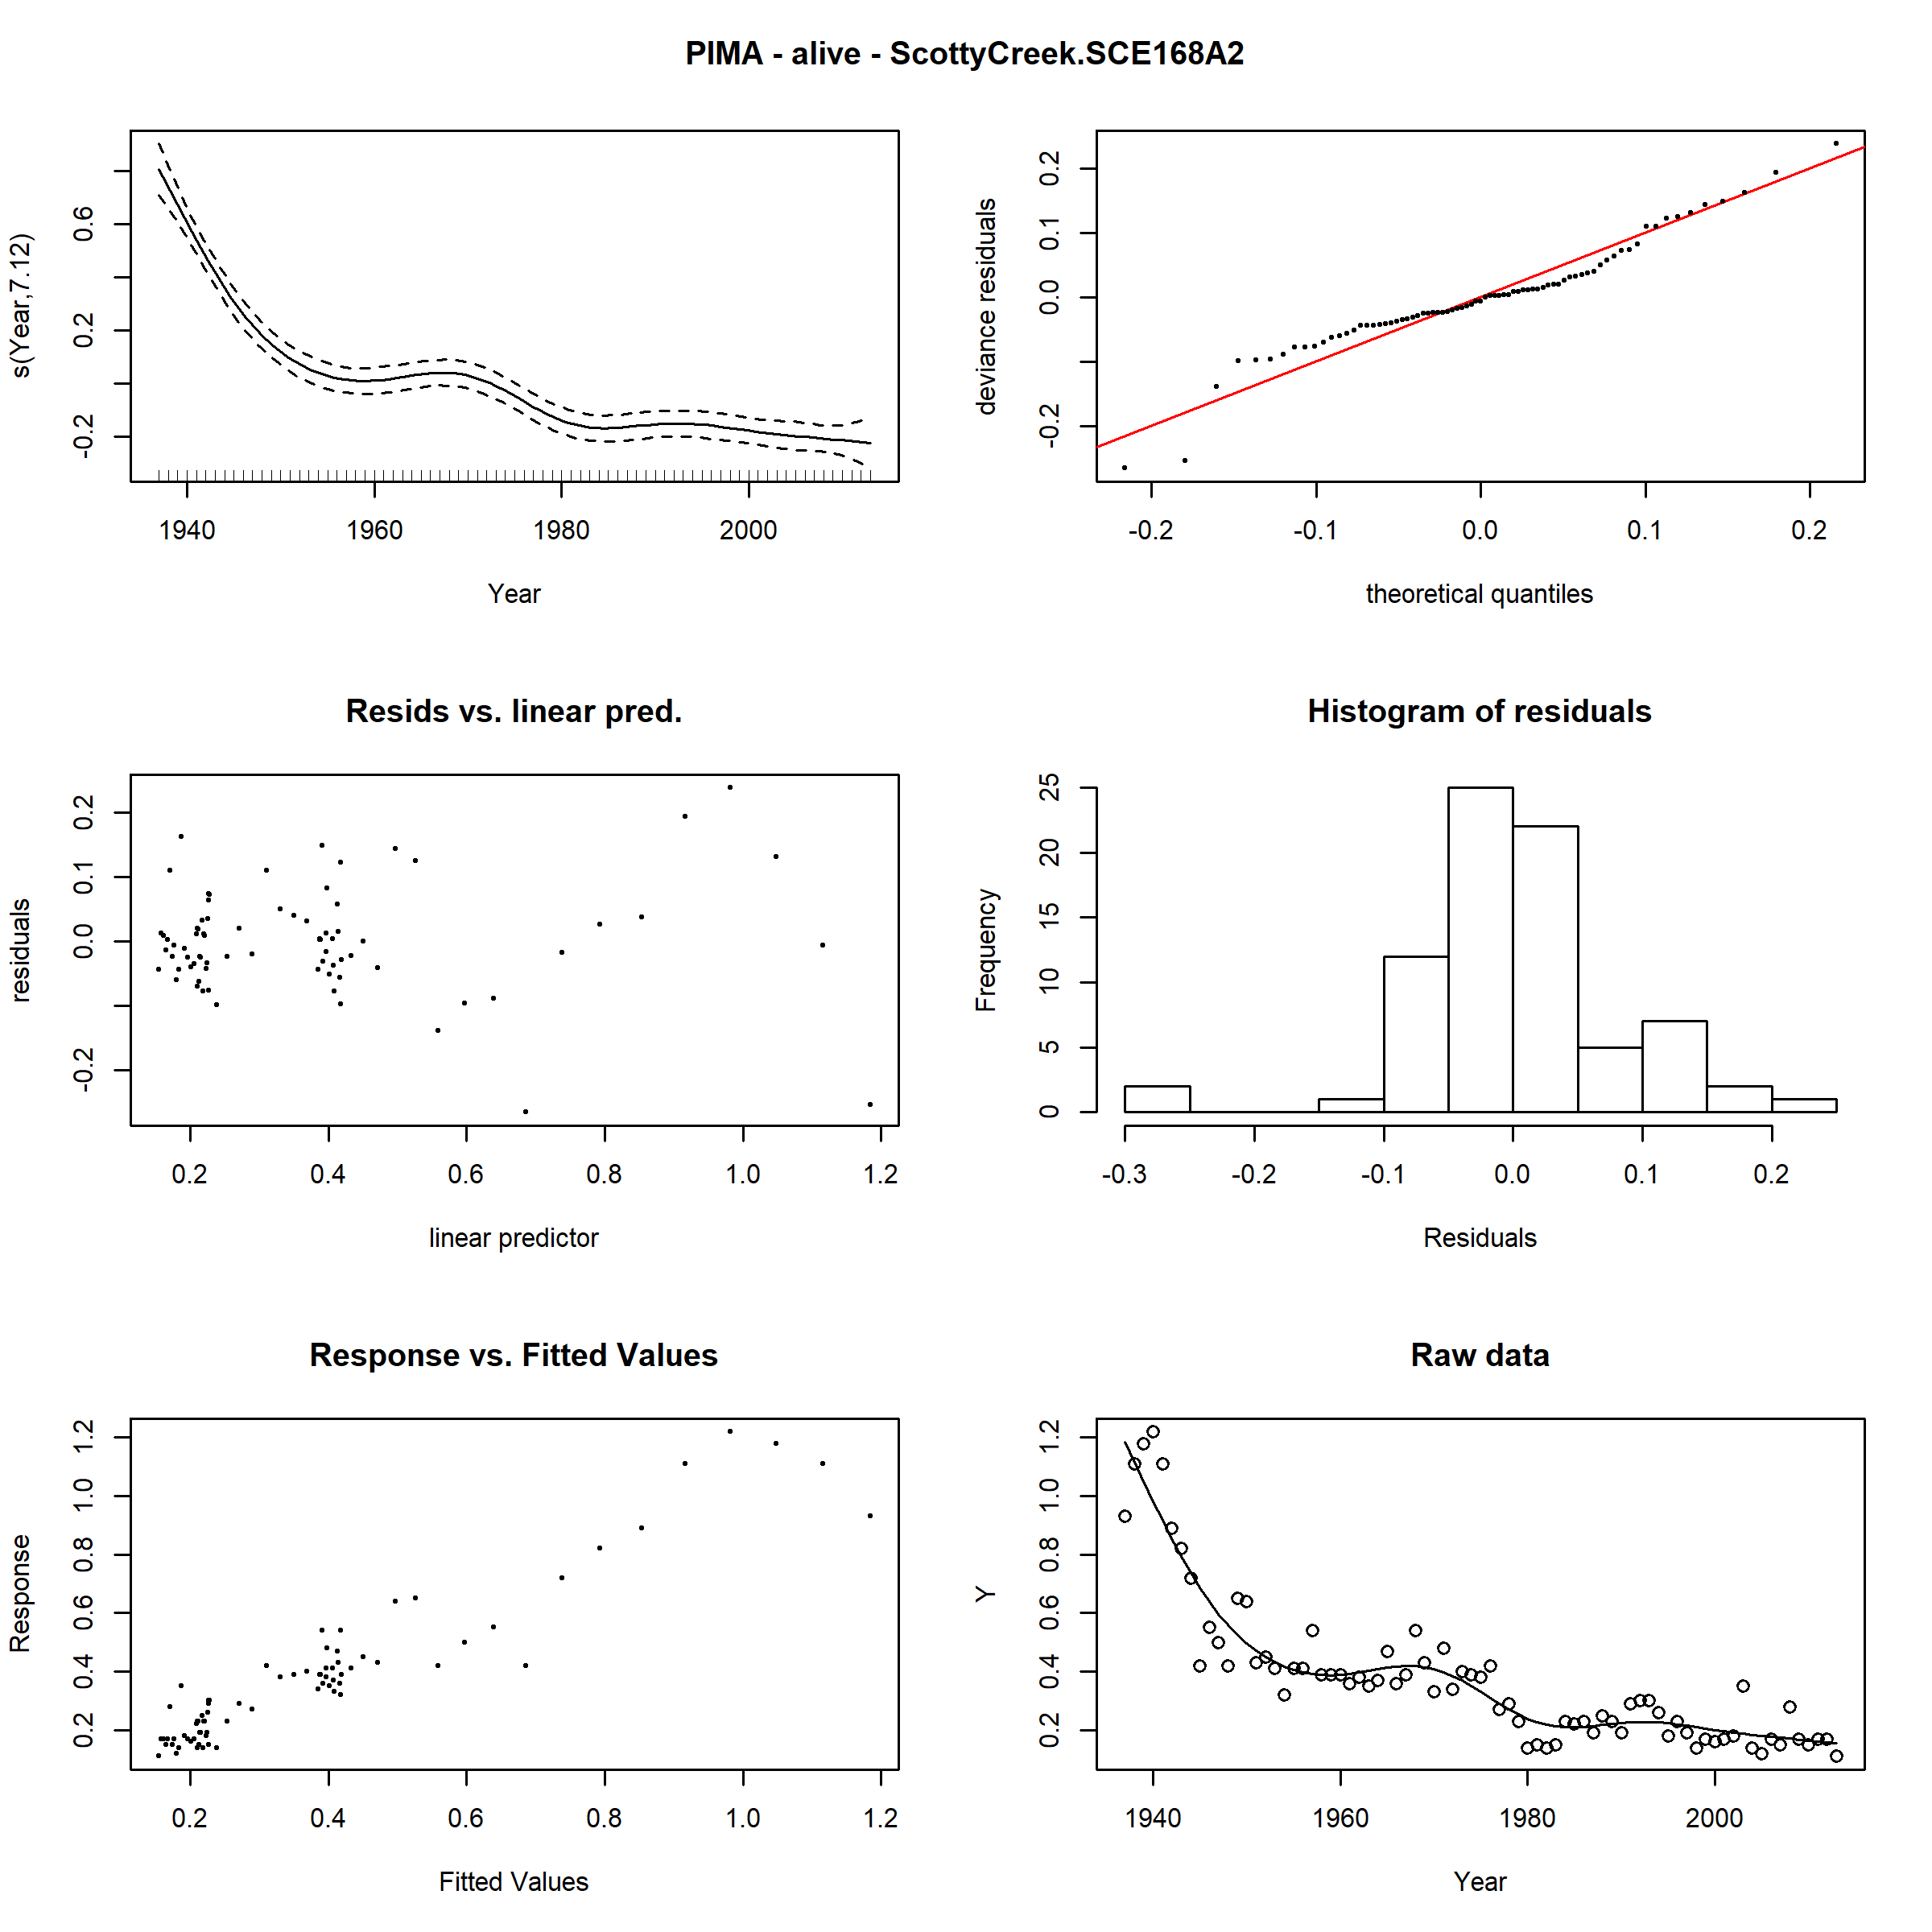 PIMA - alive - ScottyCreek.SCE168A2
s(Year,7.12)
-0.2 0.2 0.6
1940 1960 1980 2000
Year
deviance residuals
-0.2 0.0 0.1 0.2
-0.2 -0.1 0.0 0.1 0.2
theoretical quantiles
Resids vs. linear pred.
residuals
-0.2 0.0 0.1 0.2
0.2 0.4 0.6 0.8 1.0 1.2
linear predictor
Histogram of residuals
Frequency
0 5 10 15 20 25
-0.3 -0.2 -0.1 0.0 0.1 0.2
Residuals
Response vs. Fitted Values
Response
0.2 0.4 0.6 0.8 1.0 1.2
0.2 0.4 0.6 0.8 1.0 1.2
Fitted Values
Raw data
Y
0.2 0.4 0.6 0.8 1.0 1.2
1940 1960 1980 2000
Year